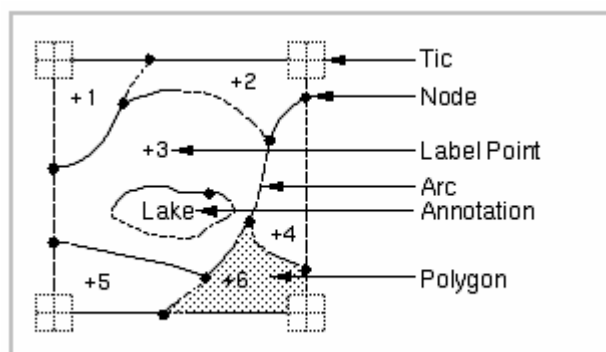 Tic
+1
+2
Node
+3
Label Point
Arc
Lake
Annotation
+4
+5
+6
Polygon